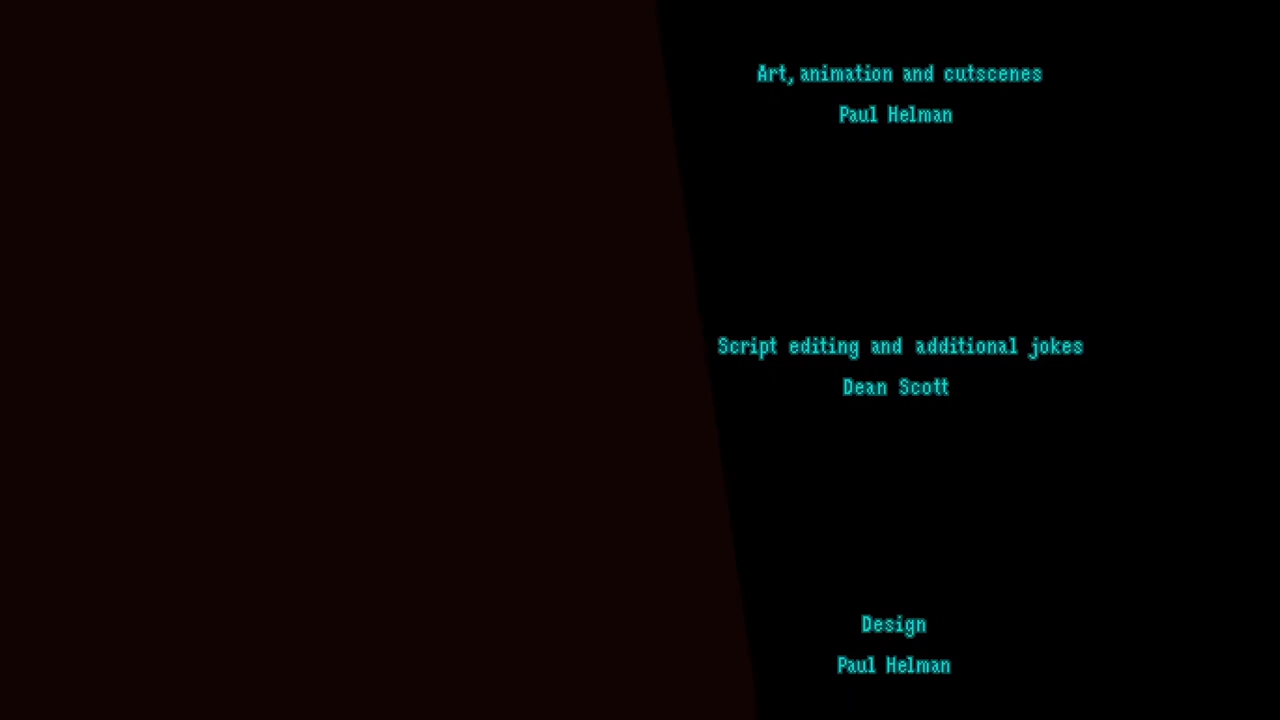 Art, animation and cutscenes
Paul Helman
Script editing and additional jokes
Dean Scott
Design
Paul Helman